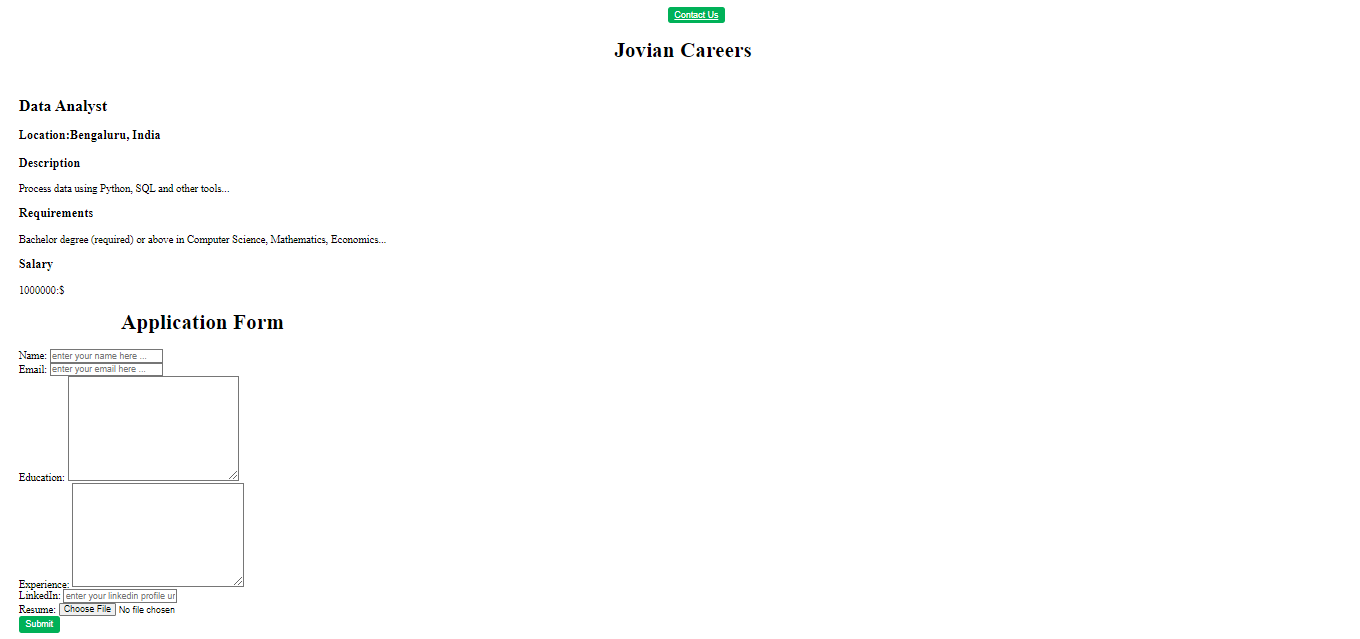 Contact Us
Jovian Careers
Data Analyst
Location:Bengaluru, India
Description
Process data using Python, SQL and other tools...
Requirements
Bachelor degree (required) or above in Computer Science, Mathematics, Economics...
Salary
1000000:$
Application Form
Name: enter your name here ...
Email: enter your email here ...
Education:
Experience:
LinkedIn: enter your linkedin profile ur
Resume: Choose File No file chosen
Submit